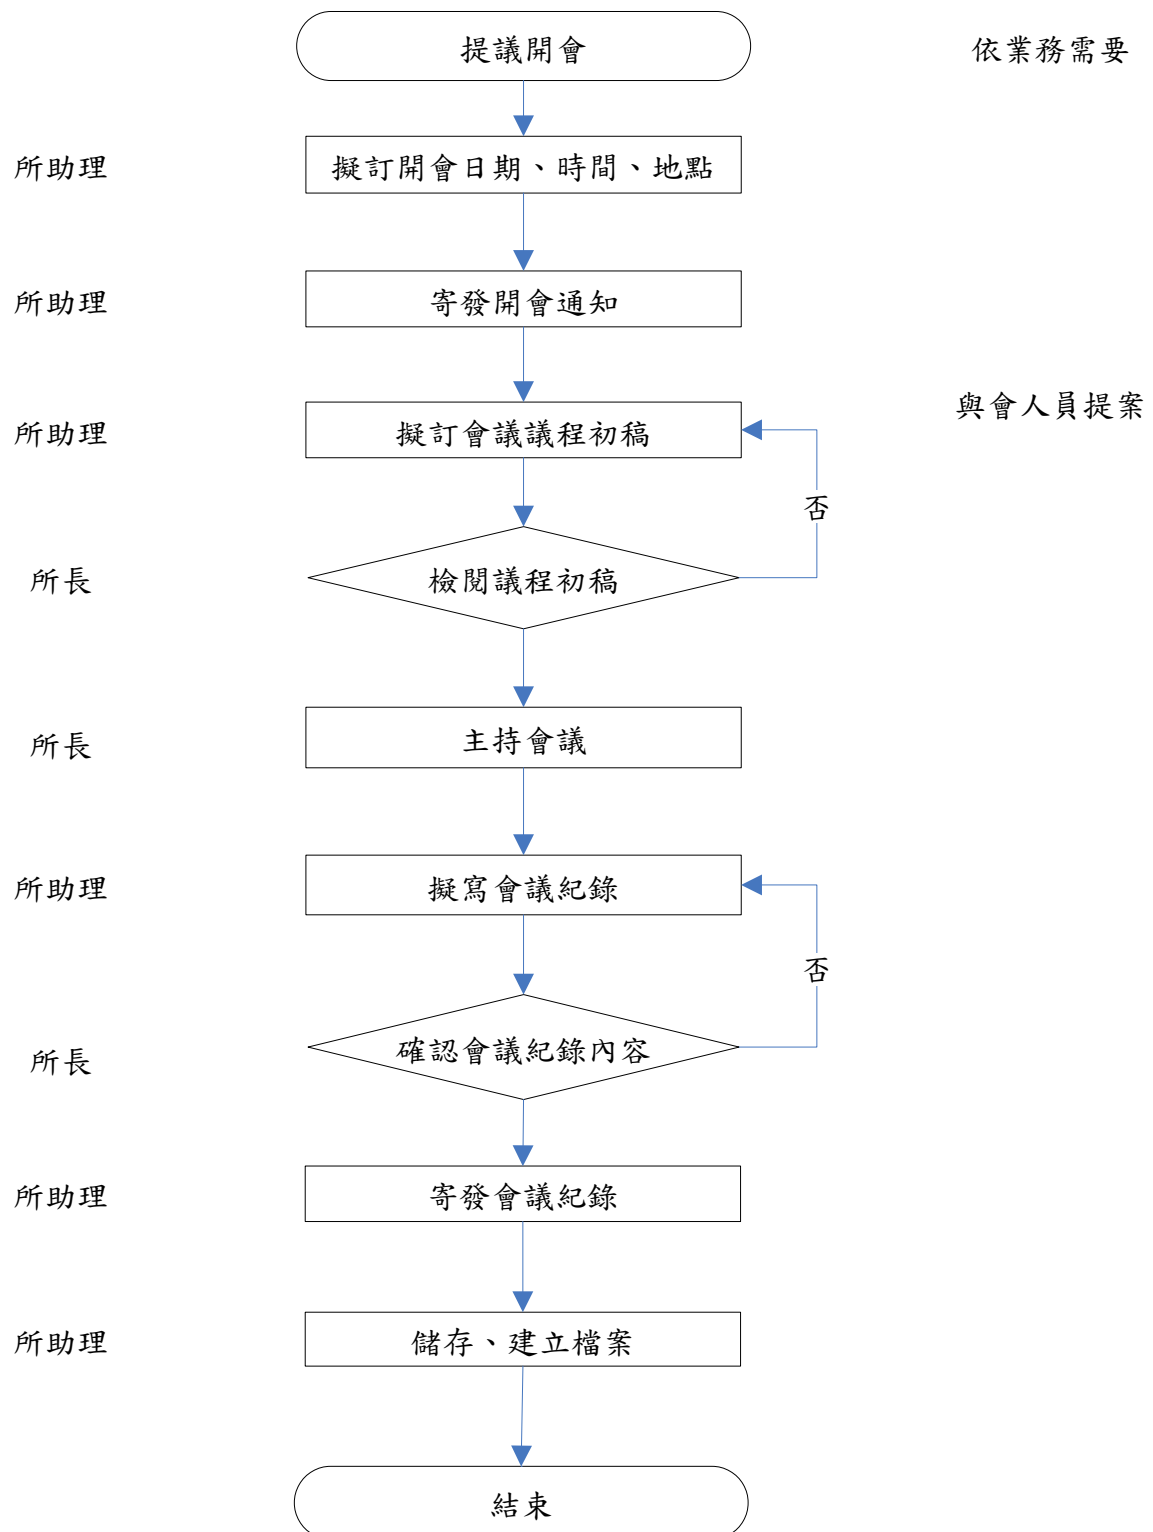 提議開會
依業務需要
所助理
擬訂開會日期、時間、地點
所助理
寄發開會通知
所助理
擬訂會議議程初稿
與會人員提案
否
所長
檢閱議程初稿
所長
主持會議
所助理
擬寫會議紀錄
否
所長
確認會議紀錄內容
所助理
寄發會議紀錄
所助理
儲存、建立檔案
結束